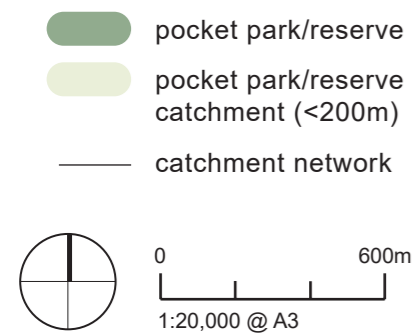 pocket park/reserve
pocket park/reserve
catchment (<200m)
catchment network
0 600m
1:20,000 @ A3